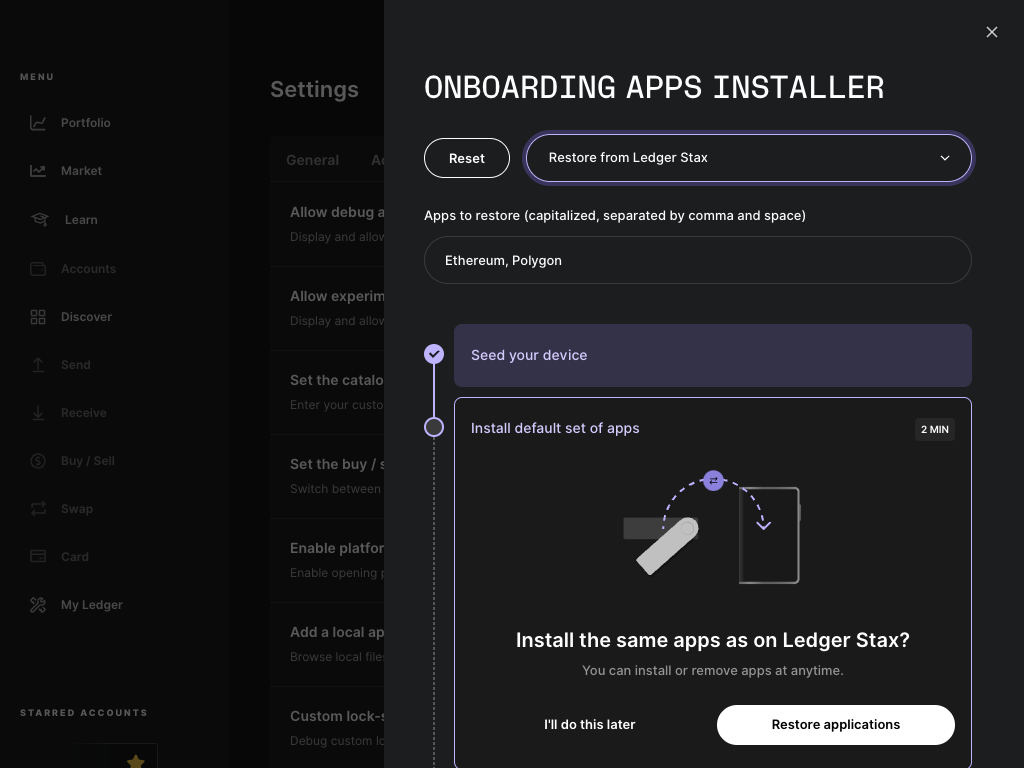 MENU
Portfolio
Market
Learn
Accounts
Discover
Send
Receive
Buy / Sell
Swap
Card
My Ledger
STARRED ACCOUNTS
Settings
General
Allow debug
Display and allow
Allow experim
Display and allow
Set the catalo
Enter your custo
Set the buy /
Switch between
Enable platfor
Enable opening
Add a local ap
Browse local files
Custom lock-s
Debug custom lo
ONBOARDING APPS INSTALLER
Reset
Restore from Ledger Stax
Apps to restore (capitalized, separated by comma and space)
Ethereum, Polygon
Seed your device
Install default set of apps
2 MIN
Install the same apps as on Ledger Stax?
You can install or remove apps at anytime.
I'll do this later
Restore applications